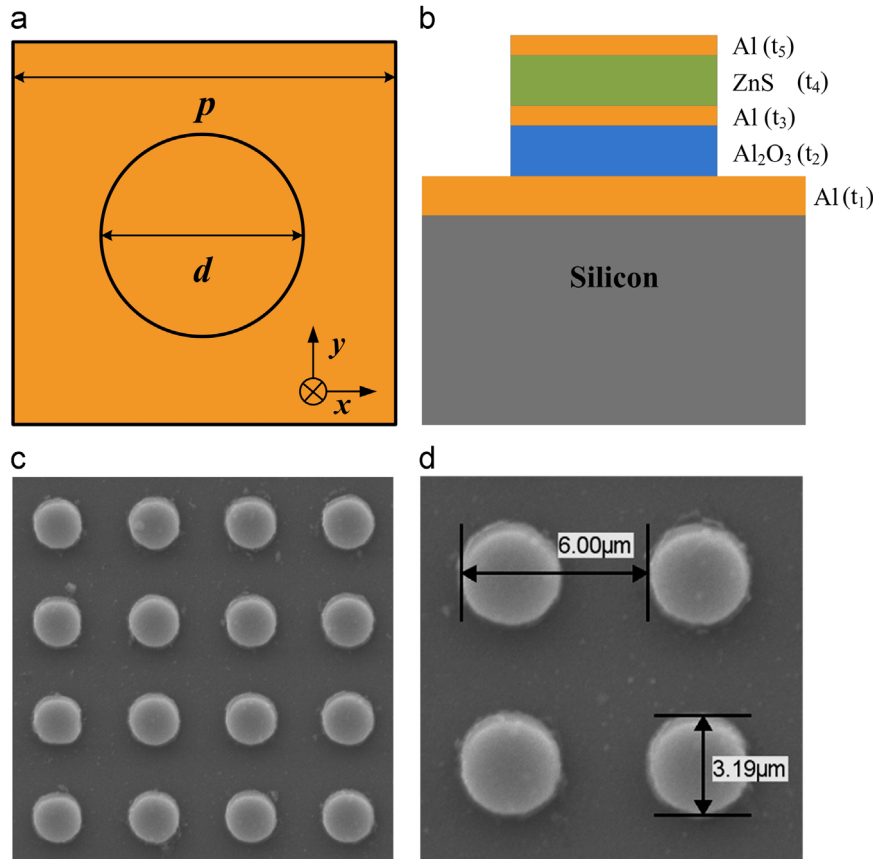 a
p
d
y
x
b
Al (t₅)
ZnS (t₄)
Al (t₃)
Al₂O₃ (t₂)
Al (t₁)
Silicon
c
d
6.00µm
3.19µm